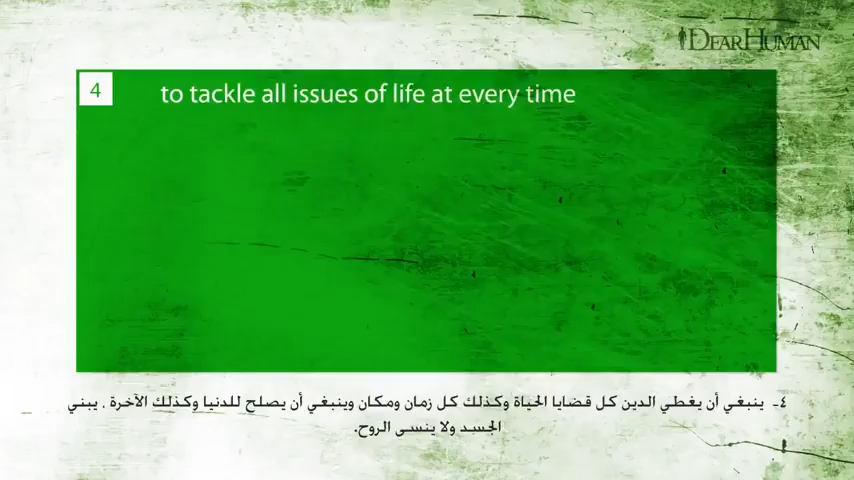 DEARHUMAN
4
to tackle all issues of life at every time
٤- ينبغي أن يغطي الدين كل قضايا الحياة وكذلك كل زمان ومكان وينبغي أن يصلح للدنيا وكذلك الآخرة . يبني
الجسد ولا ينسى الروح.